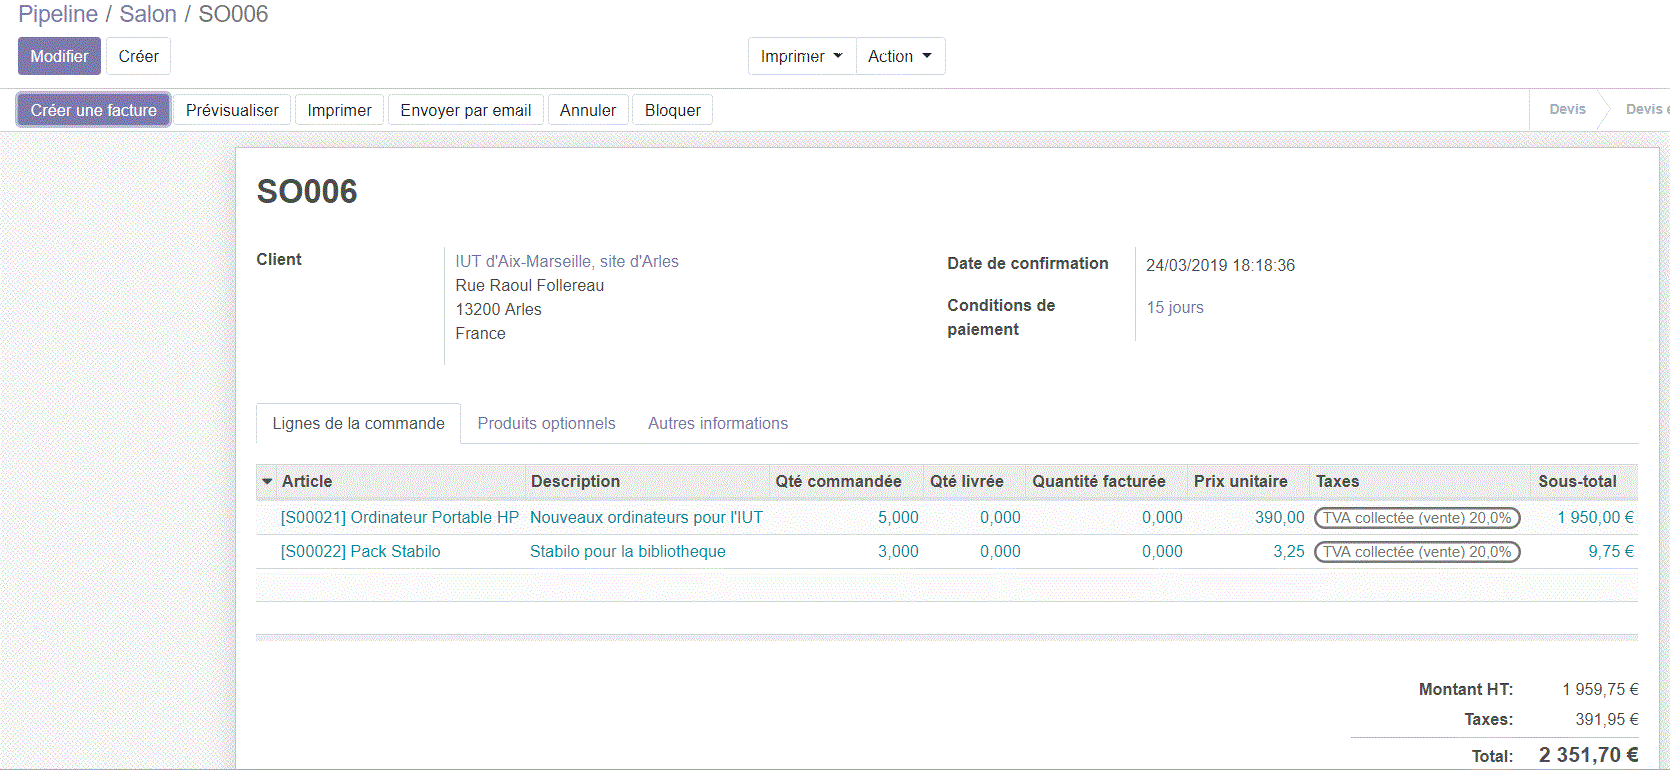 Pipeline / Salon / SO006
Modifier Créer Imprimer Action
Créer une facture Prévisualiser Imprimer Envoyer par email Annuler Bloquer Devis Devis
SO006
Client
IUT d'Aix-Marseille, site d'Arles
Rue Raoul Follereau
13200 Arles
France
Date de confirmation 24/03/2019 18:18:36
Conditions de paiement 15 jours
Lignes de la commande Produits optionnels Autres informations
Article Description Qté commandée Qté livrée Quantité facturée Prix unitaire Taxes Sous-total
[S00021] Ordinateur Portable HP Nouveaux ordinateurs pour l'IUT 5,000 0,000 0,000 390,00 TVA collectée (vente) 20,0% 1 950,00 €
[S00022] Pack Stabilo Stabilo pour la bibliotheque 3,000 0,000 0,000 3,25 TVA collectée (vente) 20,0% 9,75 €
Montant HT: 1 959,75 €
Taxes: 391,95 €
Total: 2 351,70 €